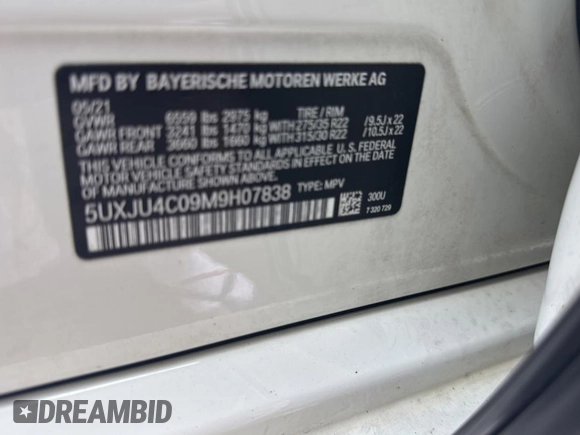 MFD BY BAYERISCHE MOTOREN WERKE AG
05/21
GVWR 6559 lbs 2975 kg TIRE / RIM
GAWR FRONT 3241 lbs 1470 kg WITH 275/35 R22 /9.5J x 22
GAWR REAR 3660 lbs 1660 kg WITH 315/30 R22 /10.5J x 22
THIS VEHICLE CONFORMS TO ALL APPLICABLE U.S. FEDERAL
MOTOR VEHICLE SAFETY STANDARDS IN EFFECT ON THE
DATE OF MANUFACTURE SHOWN ABOVE.
5UXJU4C09M9H07838 TYPE: MPV
300U
7 320 729
DREAMBID